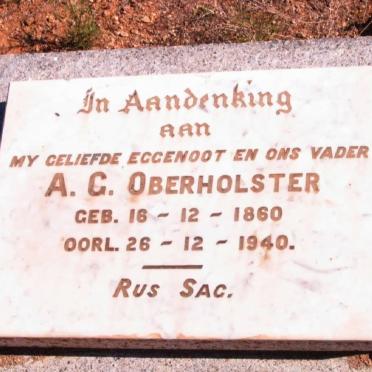 In Aandenking
aan
MY GELIEFDE EGGENOOT EN ONS VADER
A. G. OBERHOLSTER
GEB. 16 - 12 - 1860
OORL. 26 - 12 - 1940.
RUS SAG.